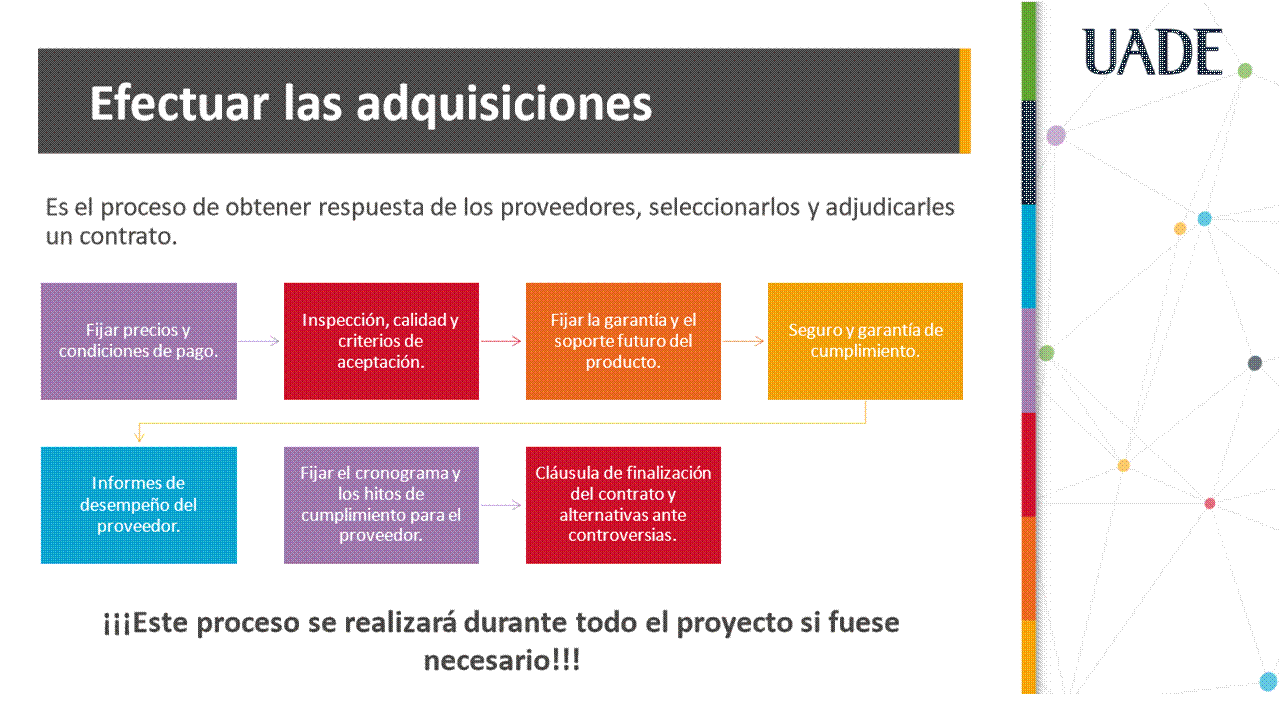 UADE
Efectuar las adquisiciones
Es el proceso de obtener respuesta de los proveedores, seleccionarlos y adjudicarles
un contrato.
Fijar precios y
condiciones de pago.
Inspección, calidad y
criterios de
aceptación.
Fijar la garantía y el
soporte futuro del
producto.
Seguro y garantía de
cumplimiento.
Informes de
desempeño del
proveedor.
Fijar el cronograma y
los hitos de
cumplimiento para el
proveedor.
Cláusula de finalización
del contrato y
alternativas ante
controversias.
¡¡¡Este proceso se realizará durante todo el proyecto si fuese
necesario!!!